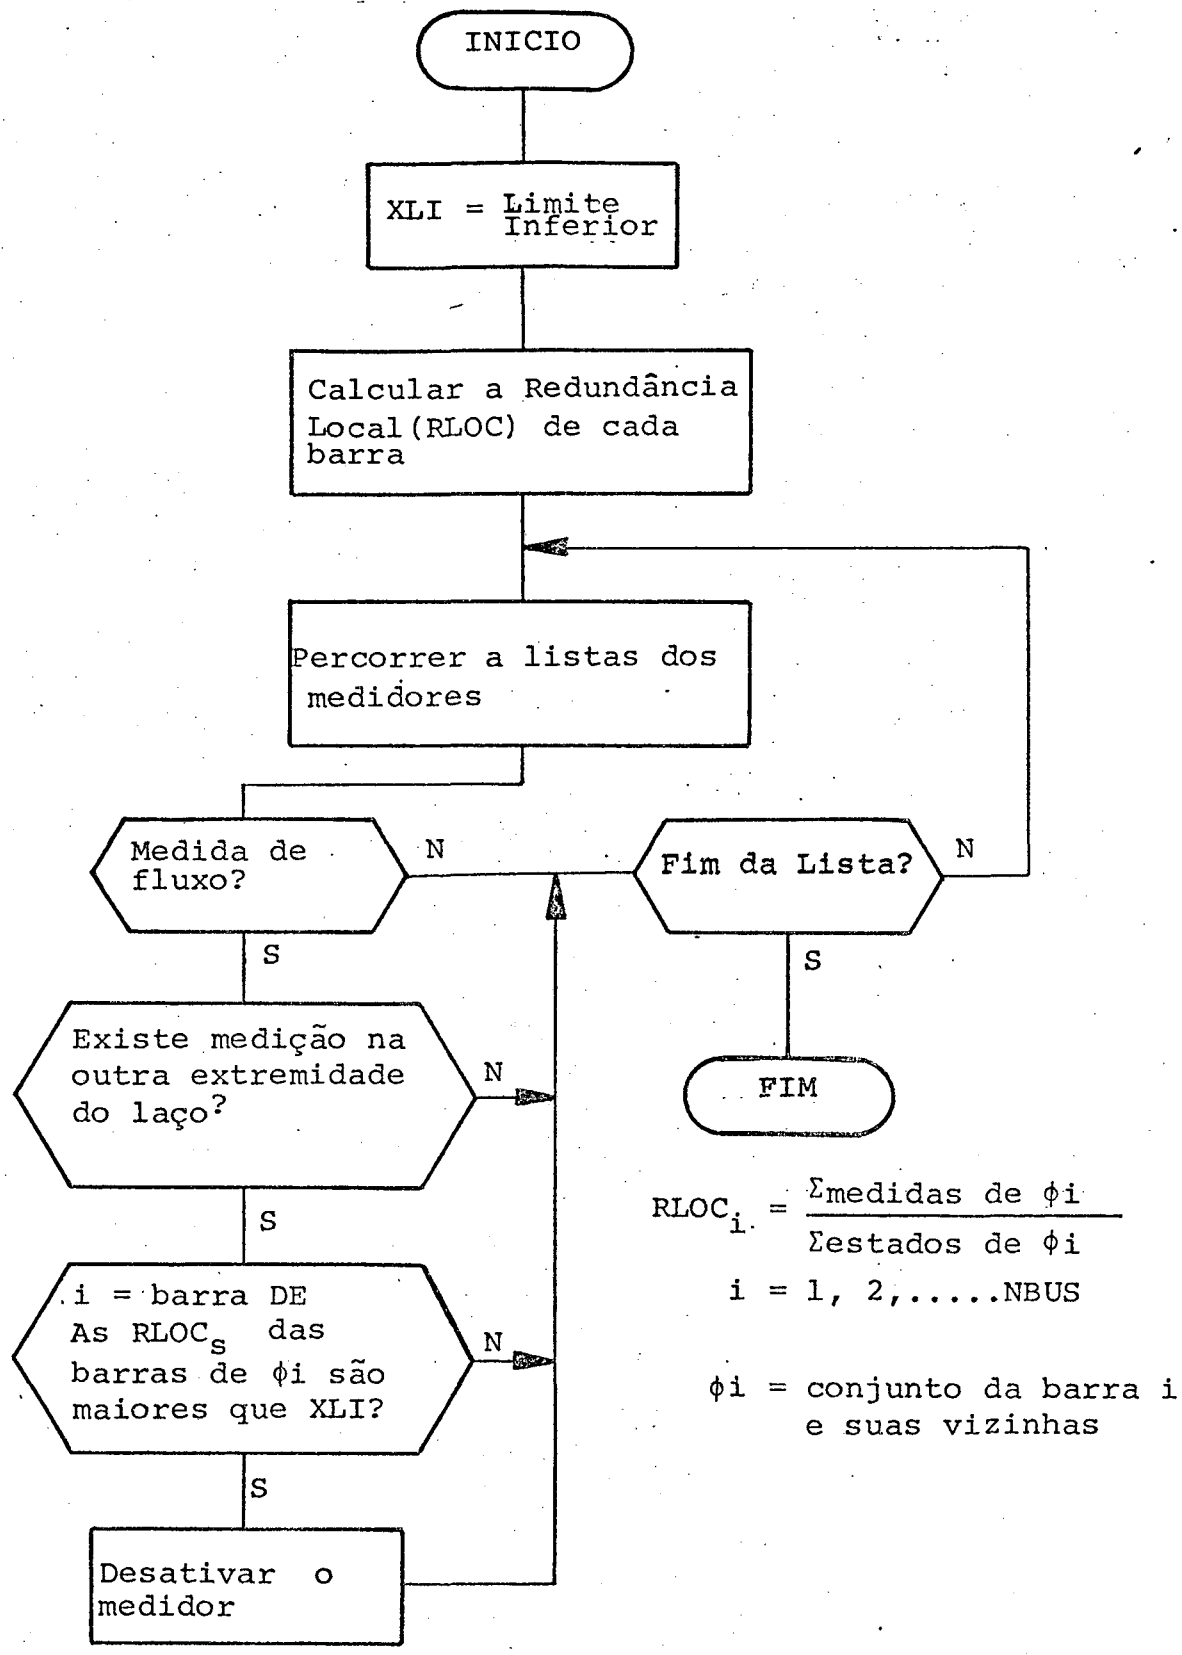 INICIO
XLI = Limite
Inferior
Calcular a Redundância
Local(RLOC) de cada
barra
Percorrer a listas dos
medidores
Medida de
fluxo?
N
Fim da Lista?
N
S
S
Existe medição na
outra extremidade
do laço?
N
FIM
S
RLOCi = Σmedidas de ϕi
Σestados de ϕi
i = 1, 2,.....NBUS
i = barra DE
As RLOCs das
barras de ϕi são
maiores que XLI?
N
ϕi = conjunto da barra i
e suas vizinhas
S
Desativar o
medidor